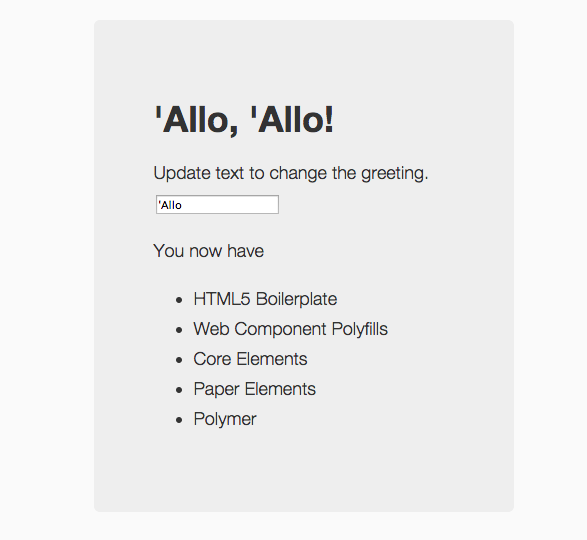 'Allo, 'Allo!
Update text to change the greeting.
'Allo
You now have
• HTML5 Boilerplate
• Web Component Polyfills
• Core Elements
• Paper Elements
• Polymer